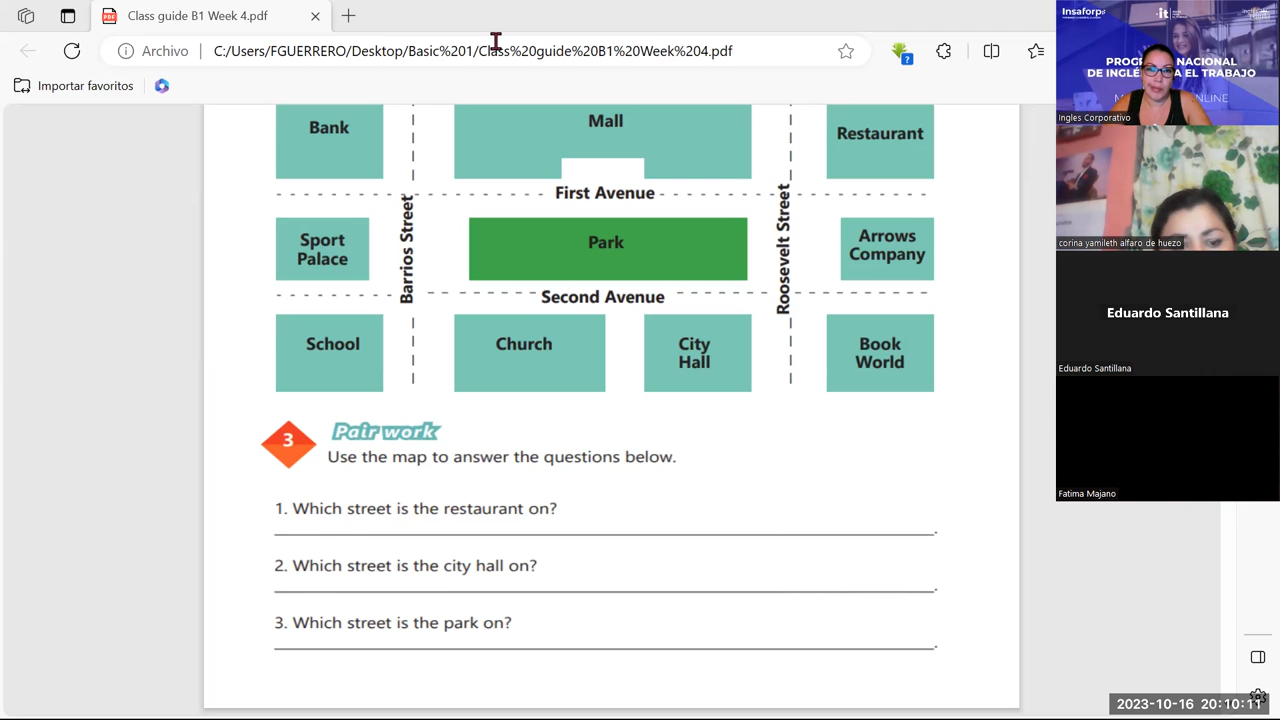 Class guide B1 Week 4.pdf
Archivo
C:/Users/FGUERRERO/Desktop/Basic%201/Class%20guide%20B1%20Week%204.pdf
Importar favoritos
Bank
Mall
Restaurant
First Avenue
Barrios Street
Roosevelt Street
Sport
Palace
Park
Arrows
Company
Second Avenue
School
Church
City
Hall
Book
World
3
Pair work
Use the map to answer the questions below.
1. Which street is the restaurant on?
2. Which street is the city hall on?
3. Which street is the park on?
Insaforp
Ingles Corporativo
corina yamileth alfaro de huezo
Eduardo Santillana
Eduardo Santillana
Fatima Majano
2023-10-16 20:10:11